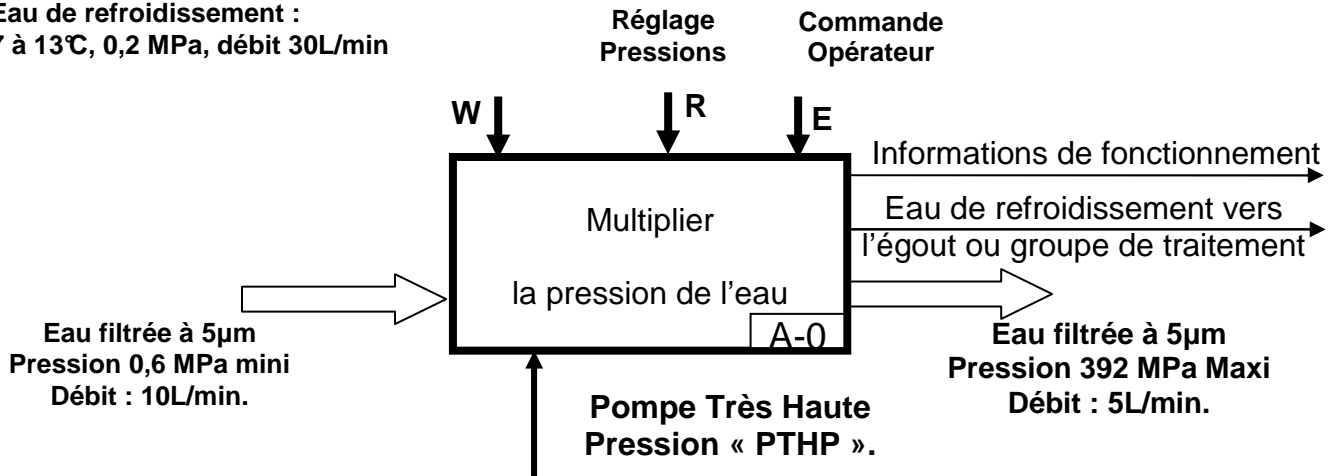 Eau de refroidissement :
7 à 13°C, 0,2 MPa, débit 30L/min
Réglage
Pressions
Commande
Opérateur
W
R
E
Informations de fonctionnement
Eau de refroidissement vers
l'égout ou groupe de traitement
Multiplier
la pression de l'eau
A-0
Eau filtrée à 5µm
Pression 0,6 MPa mini
Débit : 10L/min.
Eau filtrée à 5µm
Pression 392 MPa Maxi
Débit : 5L/min.
Pompe Très Haute
Pression « PTHP ».